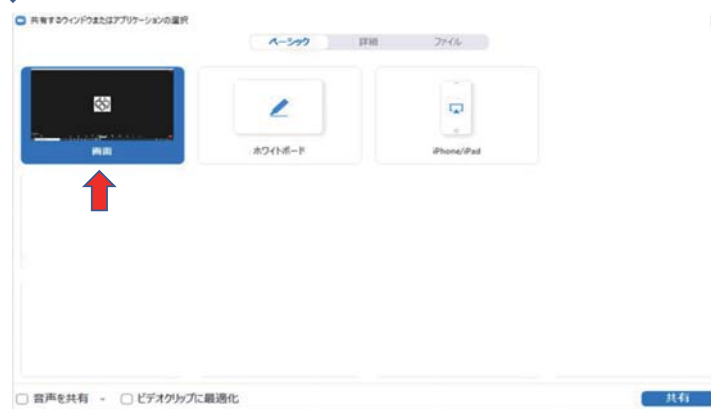 共有するウィンドウまたはアプリケーションの選択
ベーシック 詳細 ファイル
画面 ホワイトボード iPhone/iPad
音声を共有 ビデオクリップに最適化 共有